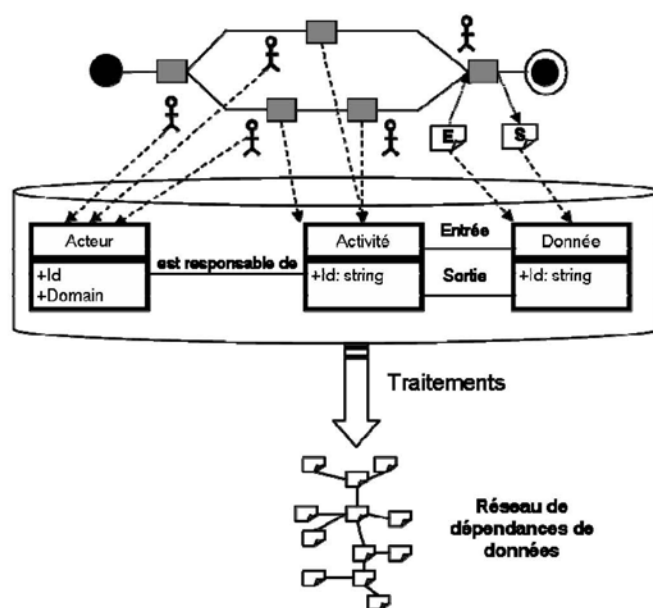 E
S
Acteur
+Id
+Domain
est responsable de
Activité
+Id: string
Entrée
Sortie
Donnée
+Id: string
Traitements
Réseau de
dépendances de
données